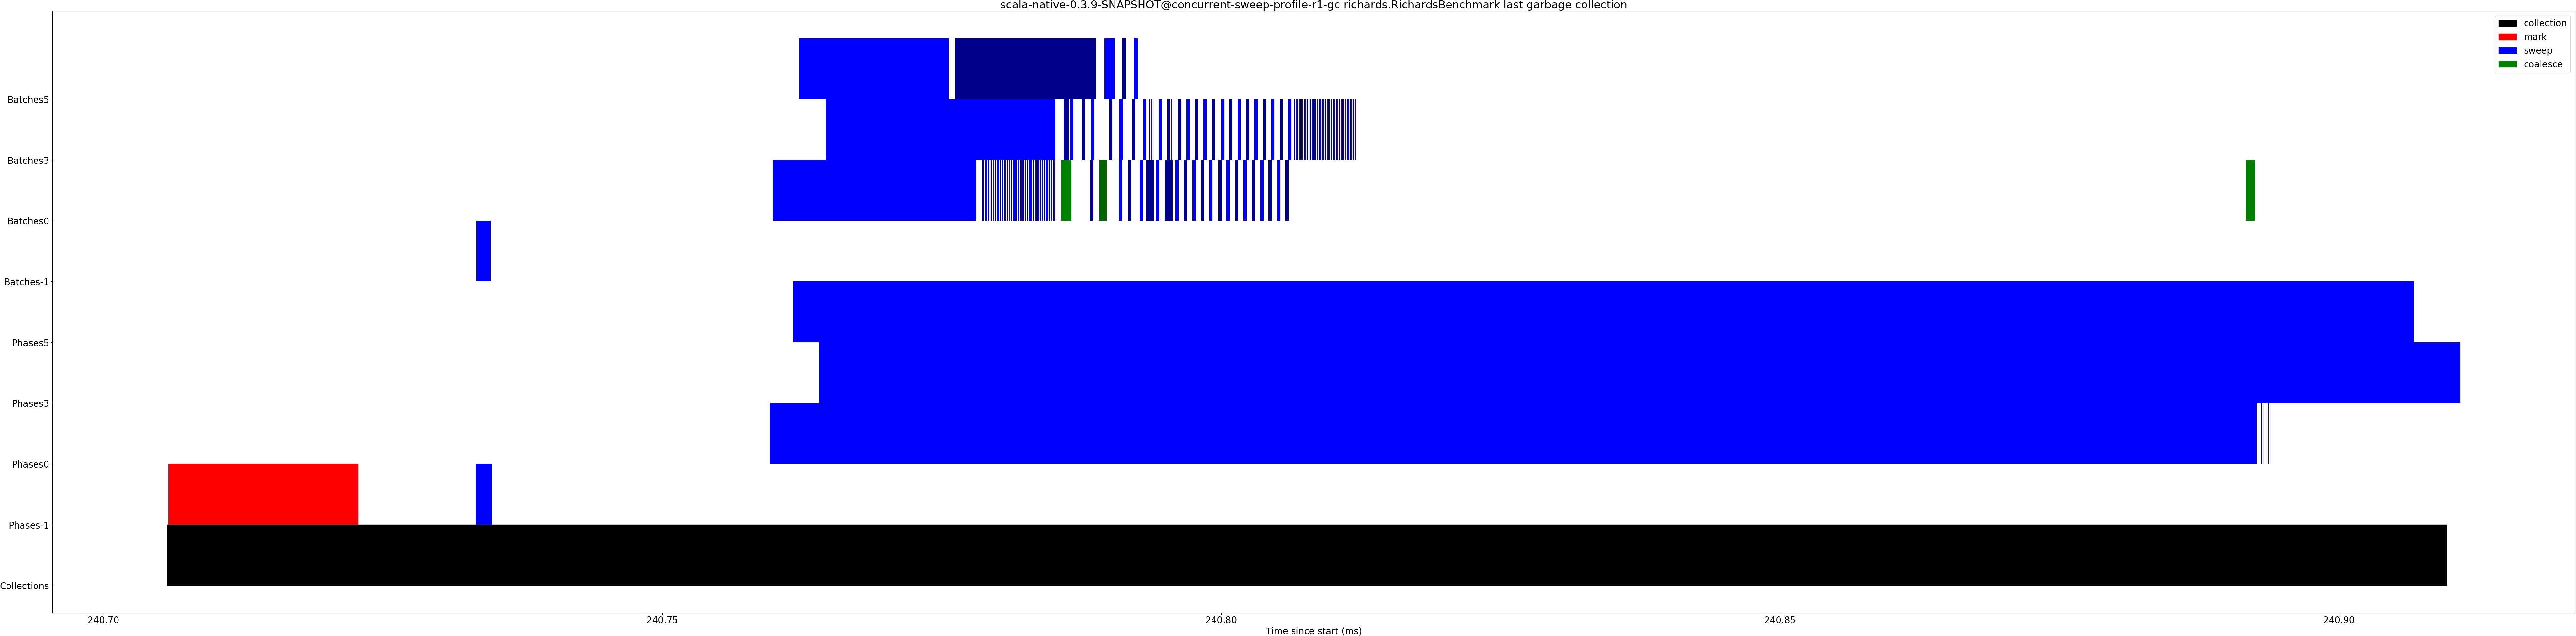 scala-native-0.3.9-SNAPSHOT@concurrent-sweep-profile-r1-gc richards.RichardsBenchmark last garbage collection
collection
mark
sweep
coalesce
Batches5
Batches3
Batches0
Batches-1
Phases5
Phases3
Phases0
Phases-1
Collections
240.70 240.75 240.80 240.85 240.90
Time since start (ms)